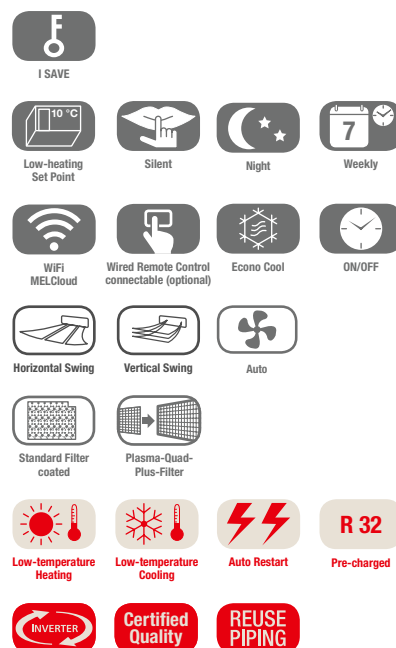 I SAVE
10 °C
7
Low-heating
Set Point
Silent
Night
Weekly
WiFi
MELCloud
Wired Remote Control
connectable (optional)
Econo Cool
ON/OFF
Horizontal Swing
Vertical Swing
Auto
Standard Filter
coated
Plasma-Quad-
Plus-Filter
R 32
Low-temperature
Heating
Low-temperature
Cooling
Auto Restart
Pre-charged
INVERTER
Certified
Quality
REUSE
PIPING